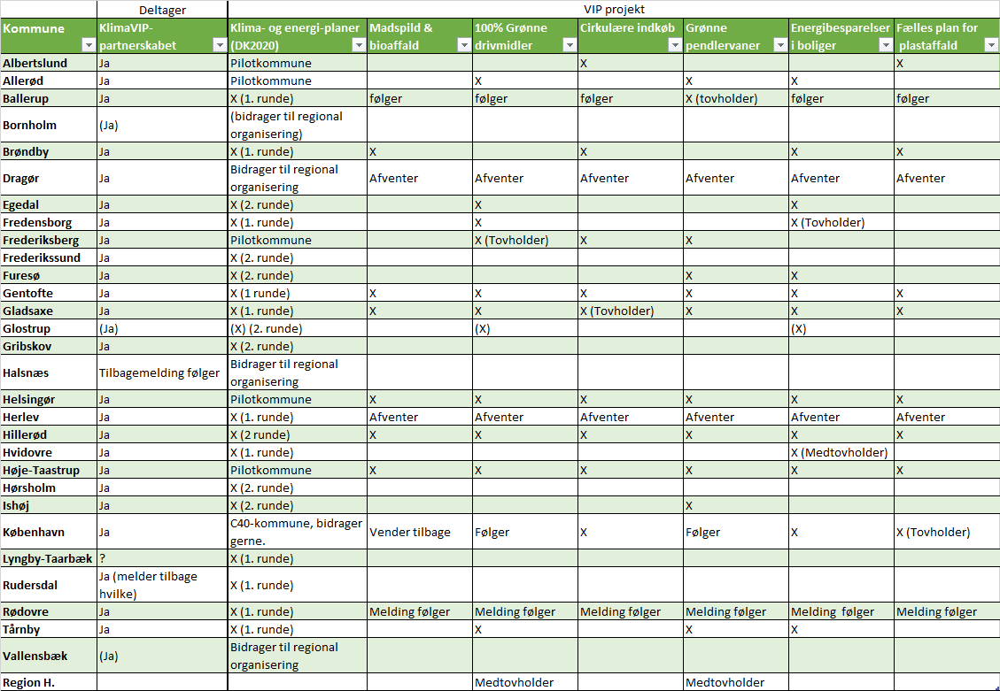 Deltager VIP projekt
Kommune KlimaVIP-partnerskabet Klima- og energi-planer (DK2020) Madspild & bioaffald 100% Grønne drivmidler Cirkulære indkøb Grønne pendlervaner Energibesparelser i boliger Fælles plan for plastaffald
Albertslund Ja Pilotkommune X X
Allerød Ja Pilotkommune X X X
Ballerup Ja X (1. runde) følger følger følger X (tovholder) følger følger
Bornholm (Ja) (bidrager til regional organisering)
Brøndby Ja X (1. runde) X X X X
Dragør Ja Bidrager til regional organisering Afventer Afventer Afventer Afventer Afventer Afventer
Egedal Ja X (2. runde) X X
Fredensborg Ja X (1. runde) X X (Tovholder)
Frederiksberg Ja Pilotkommune X (Tovholder) X X
Frederikssund Ja X (2. runde)
Furesø Ja X (2. runde) X X
Gentofte Ja X (1 runde) X X X X X X
Gladsaxe Ja X (1. runde) X X X (Tovholder) X X X
Glostrup (Ja) (X) (2. runde) (X) (X)
Gribskov Ja X (2. runde)
Halsnæs Tilbagemelding følger Bidrager til regional organisering
Helsingør Ja Pilotkommune X X X X X X
Herlev Ja X (1. runde) Afventer Afventer Afventer Afventer Afventer Afventer
Hillerød Ja X (2 runde) X X X X X X
Hvidovre Ja X (1. runde) X (Medtovholder)
Høje-Taastrup Ja Pilotkommune X X X X X X
Hørsholm Ja X (2. runde)
Ishøj Ja X (2. runde) X
København Ja C40-kommune, bidrager gerne. Vender tilbage Følger X Følger X X (Tovholder)
Lyngby-Taarbæk ? X (1. runde)
Rudersdal Ja (melder tilbage hvilke) X (1. runde)
Rødovre Ja X (1. runde) Melding følger Melding følger Melding følger Melding følger Melding følger Melding følger
Tårnby Ja X (1. runde) X X X
Vallensbæk (Ja) Bidrager til regional organisering
Region H. Medtovholder Medtovholder